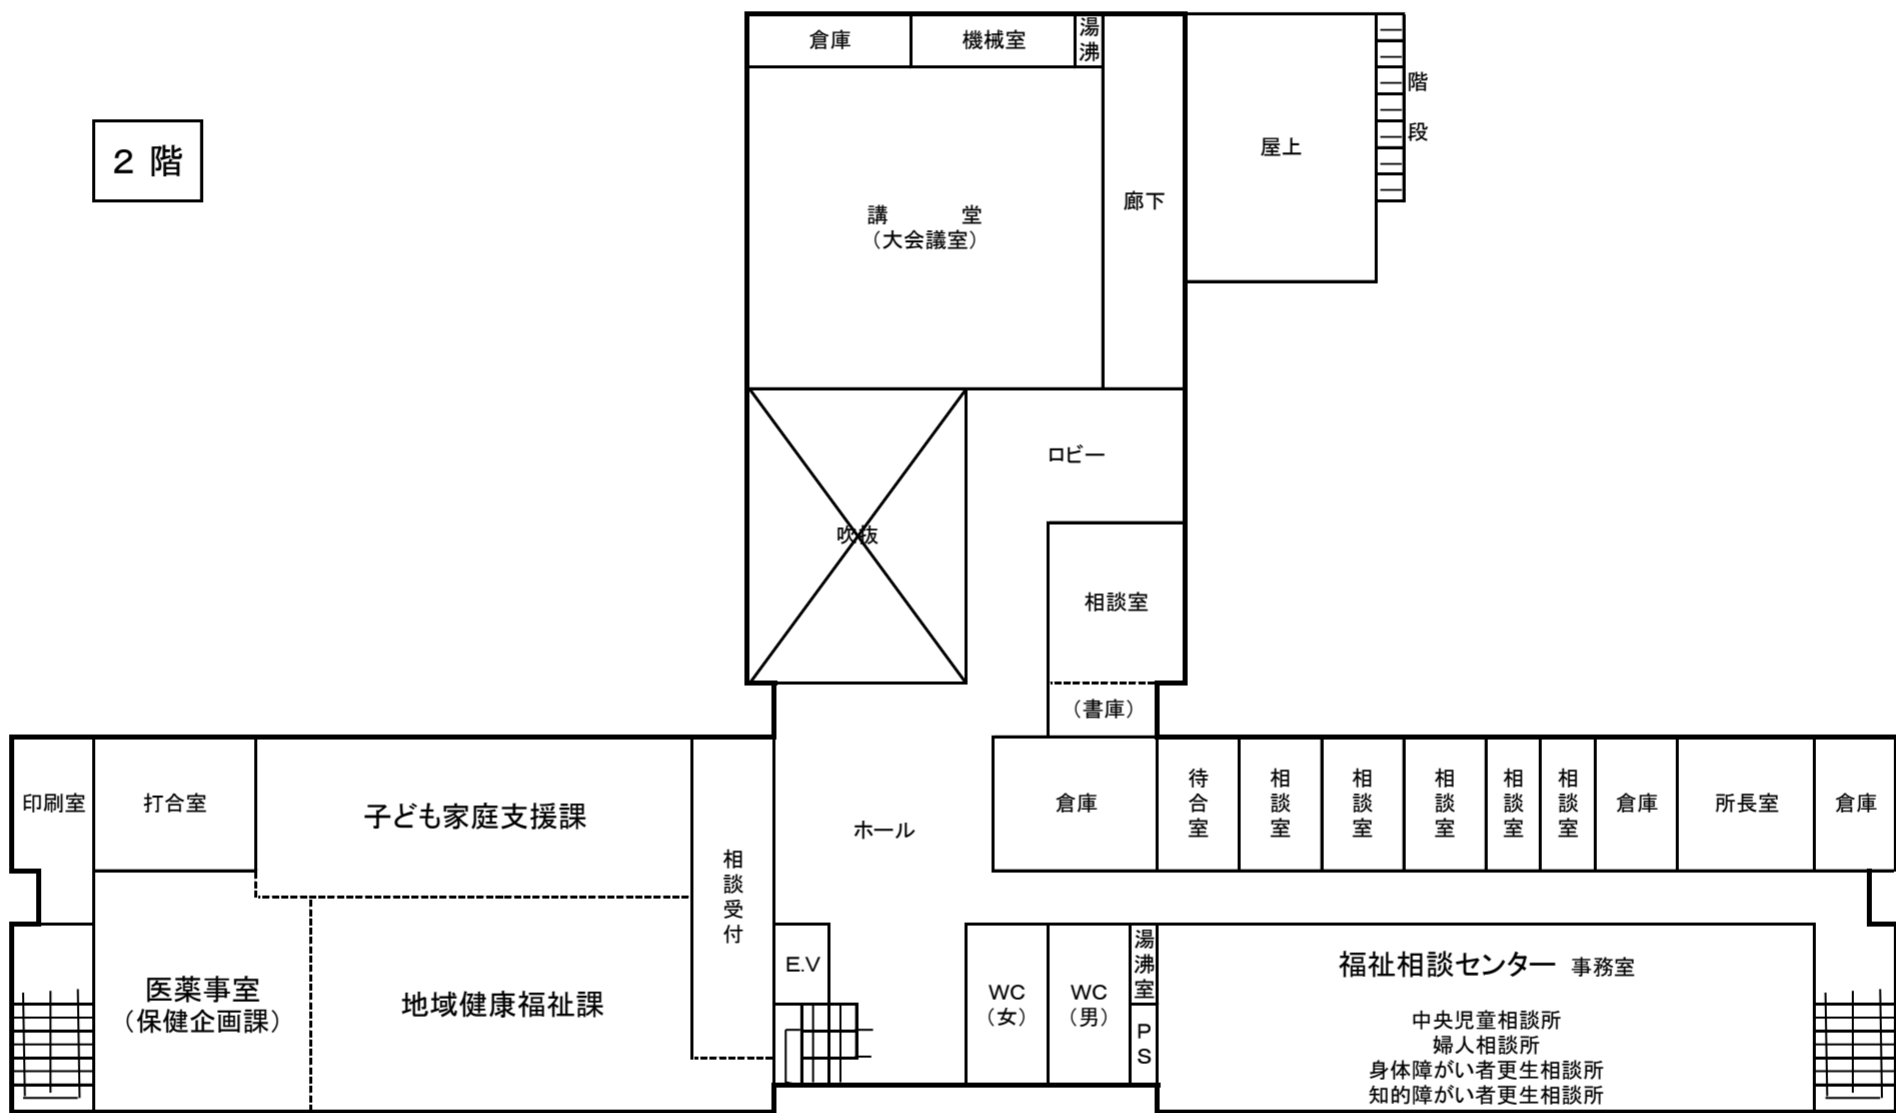 倉庫
機械室
湯沸
階段
２ 階
屋上
廊下
講 堂
（大会議室）
ロビー
吹抜
相談室
（書庫）
印刷室
打合室
子ども家庭支援課
相談受付
ホール
倉庫
待合室
相談室
相談室
相談室
相談室
相談室
倉庫
所長室
倉庫
医薬事室
（保健企画課）
地域健康福祉課
E.V
WC
（女）
WC
（男）
湯沸室
PS
福祉相談センター 事務室
中央児童相談所
婦人相談所
身体障がい者更生相談所
知的障がい者更生相談所